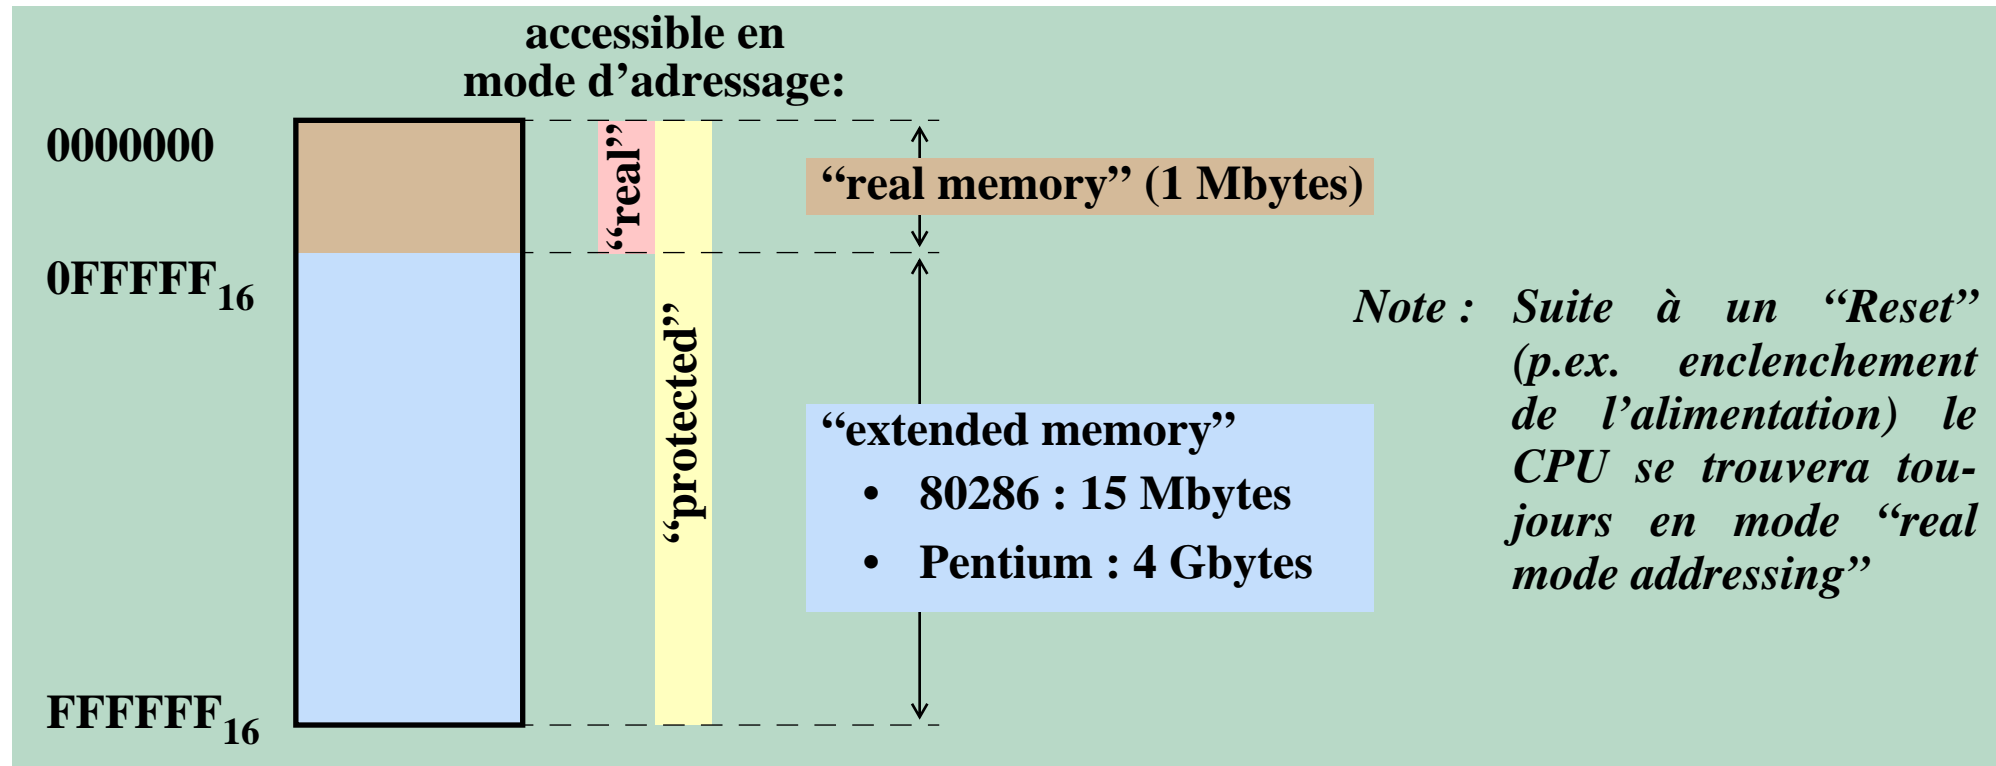 accessible en
mode d’adressage:
0000000
“real”
“real memory” (1 Mbytes)
0FFFFF16
“protected”
“extended memory”
• 80286 : 15 Mbytes
• Pentium : 4 Gbytes
FFFFFF16
Note : Suite à un “Reset”
(p.ex. enclenchement
de l’alimentation) le
CPU se trouvera tou-
jours en mode “real
mode addressing”